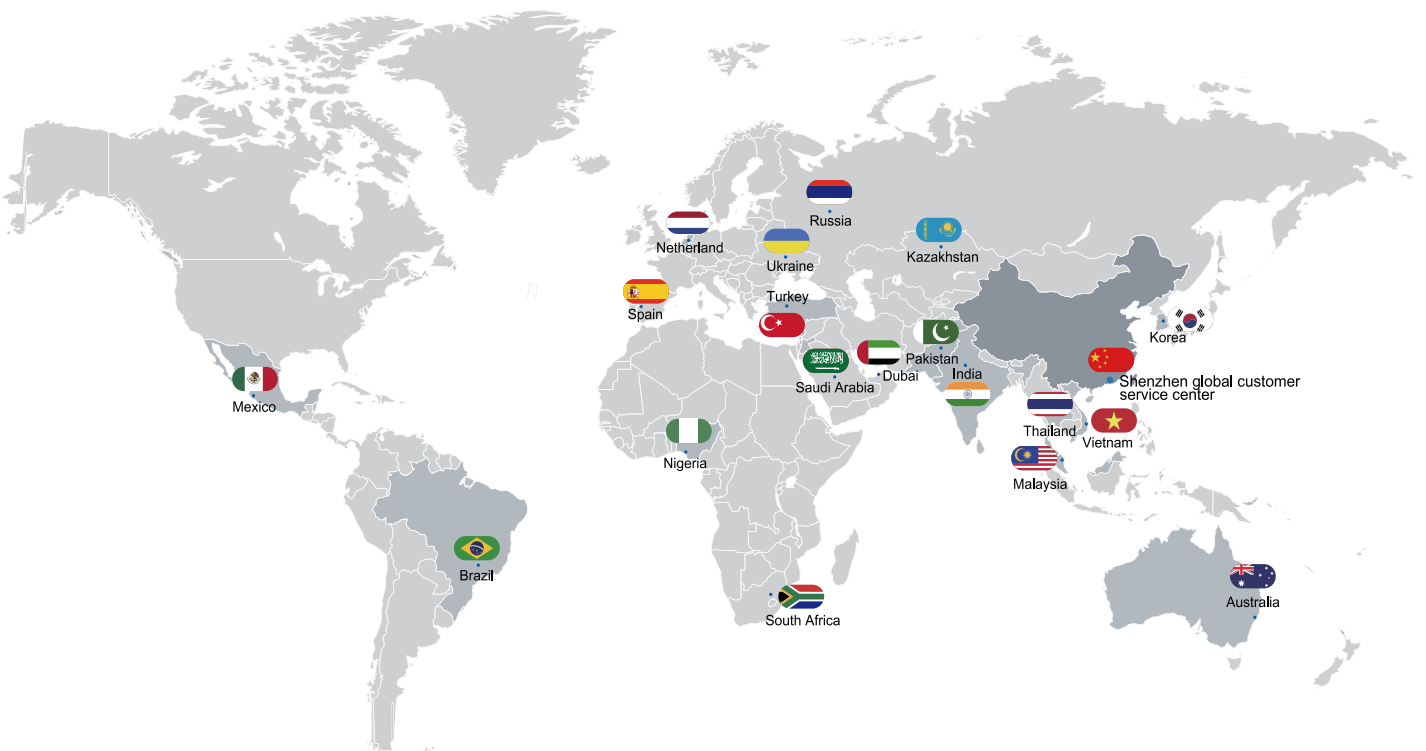 Russia
Netherland
Kazakhstan
Ukraine
Turkey
Spain
Korea
Pakistan
India
Dubai
Saudi Arabia
Shenzhen global customer
service center
Mexico
Thailand
Vietnam
Nigeria
Malaysia
Brazil
Australia
South Africa